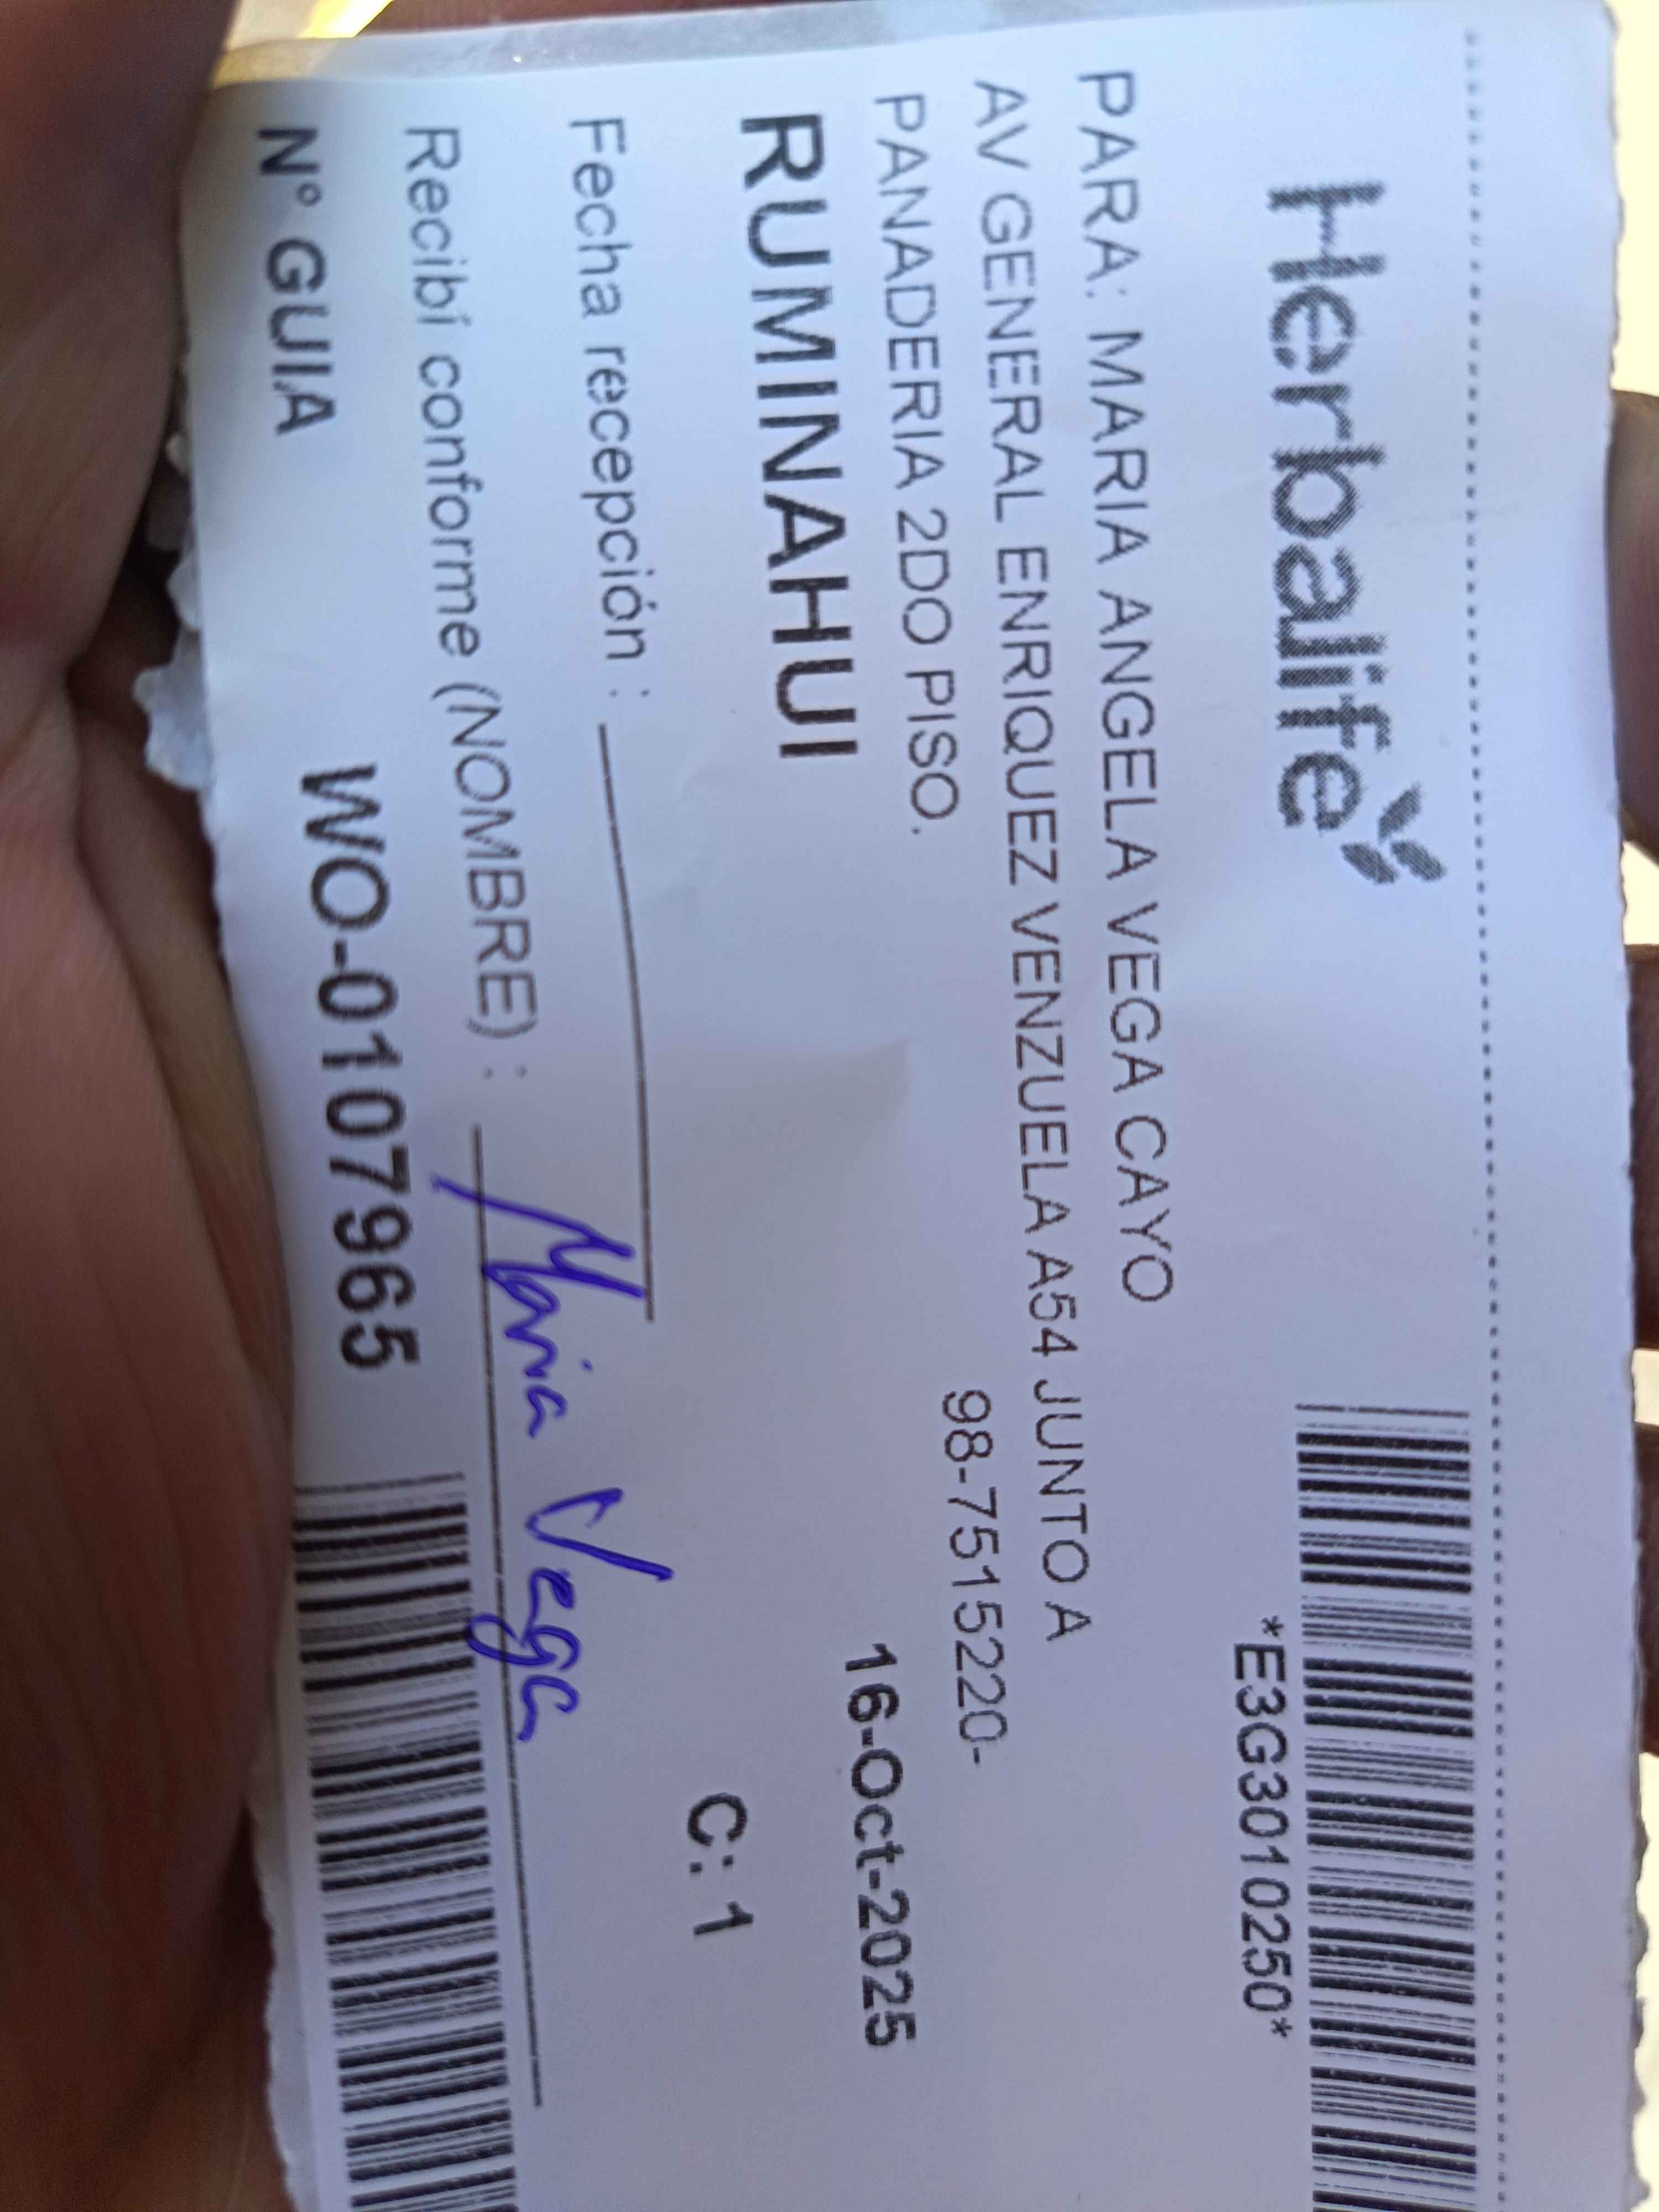 Herbalife
*E3G3010250*
PARA: MARIA ANGELA VEGA CAYO
AV GENERAL ENRIQUEZ VENZUELA A54 JUNTO A
PANADERIA 2DO PISO.
98-7515220-
RUMINAHUI
16-Oct-2025
C: 1
Fecha recepción :
Recibí conforme (NOMBRE) : Maria Vega
N° GUIA WO-0107965